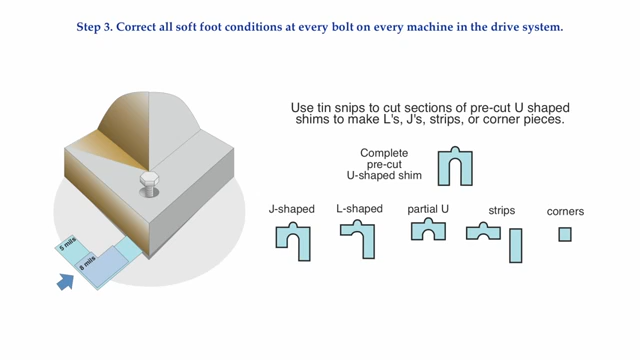 Step 3. Correct all soft foot conditions at every bolt on every machine in the drive system.
Use tin snips to cut sections of pre-cut U shaped
shims to make L's, J's, strips, or corner pieces.
Complete
pre-cut
U-shaped shim
J-shaped
L-shaped
partial U
strips
corners
5 mils
8 mils